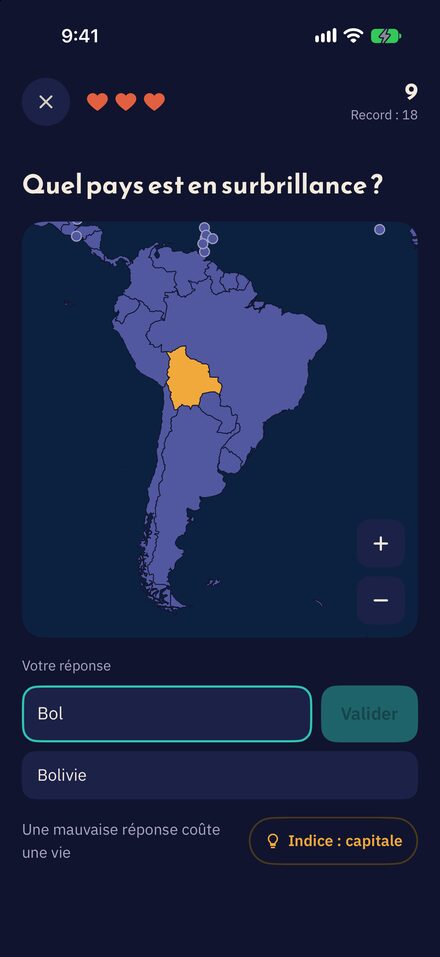 9:41
9
Record : 18
Quel pays est en surbrillance ?
+
−
Votre réponse
Bol
Valider
Bolivie
Une mauvaise réponse coûte
une vie
Indice : capitale